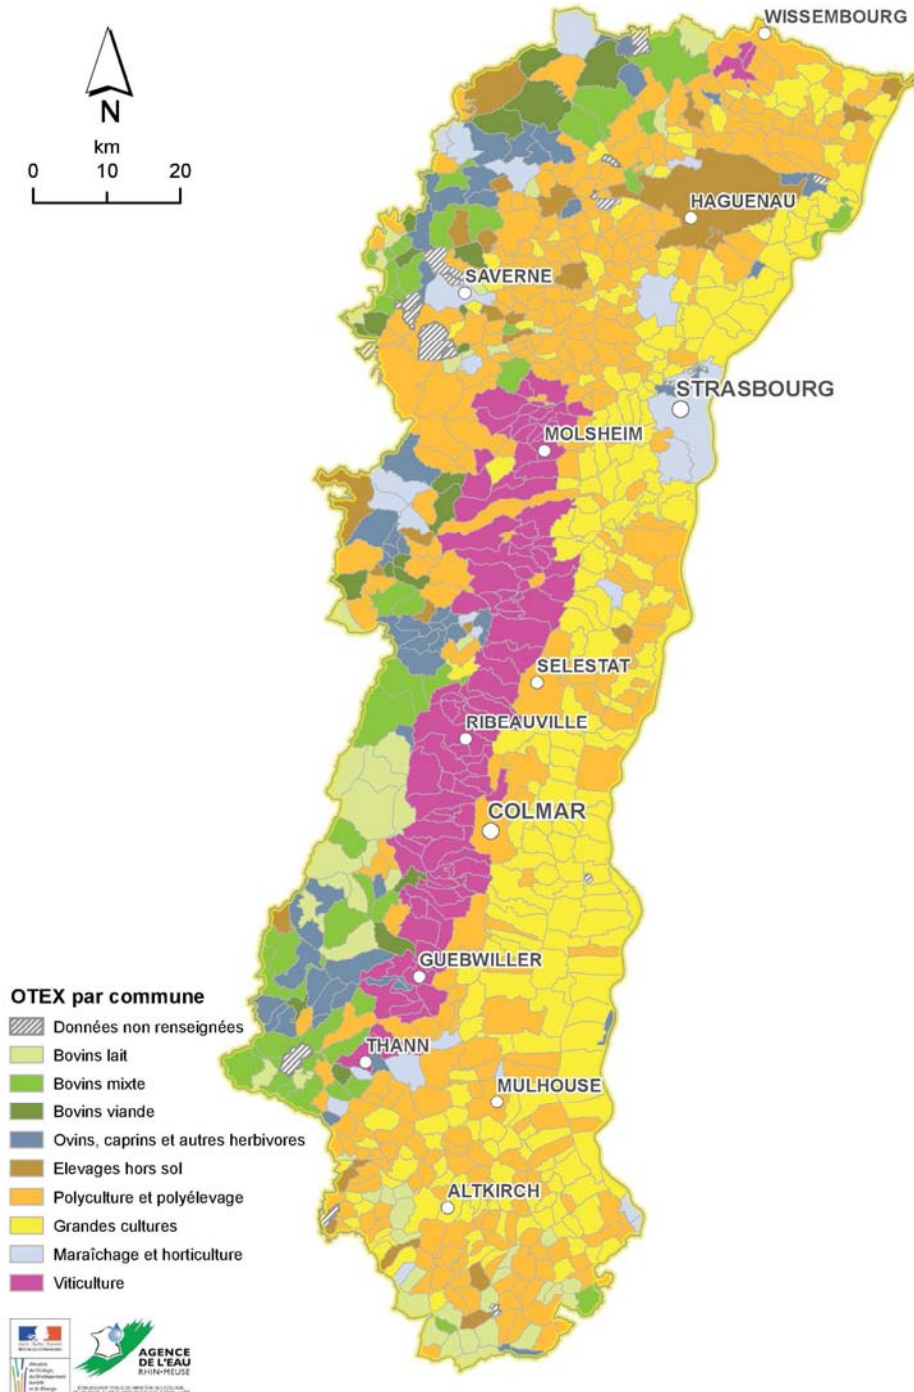 WISSEMBOURG
N
km
0 10 20
HAGUENAU
SAVERNE
STRASBOURG
MOLSHEIM
SELESTAT
RIBEAUVILLE
COLMAR
GUEBWILLER
THANN
MULHOUSE
ALTKIRCH
OTEX par commune
Données non renseignées
Bovins lait
Bovins mixte
Bovins viande
Ovins, caprins et autres herbivores
Elevages hors sol
Polyculture et polyélevage
Grandes cultures
Maraîchage et horticulture
Viticulture
AGENCE
DE L'EAU
RHIN•MEUSE